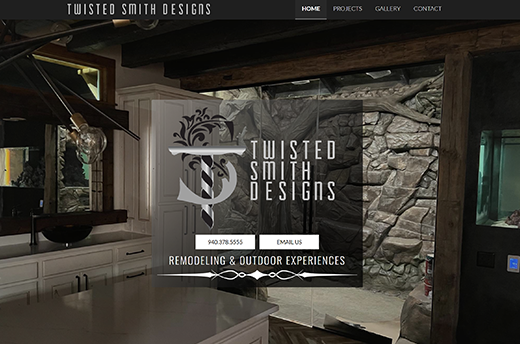 TWISTED SMITH DESIGNS
HOME PROJECTS GALLERY CONTACT
TWISTED
SMITH
DESIGNS
940.378.5555 EMAIL US
REMODELING & OUTDOOR EXPERIENCES